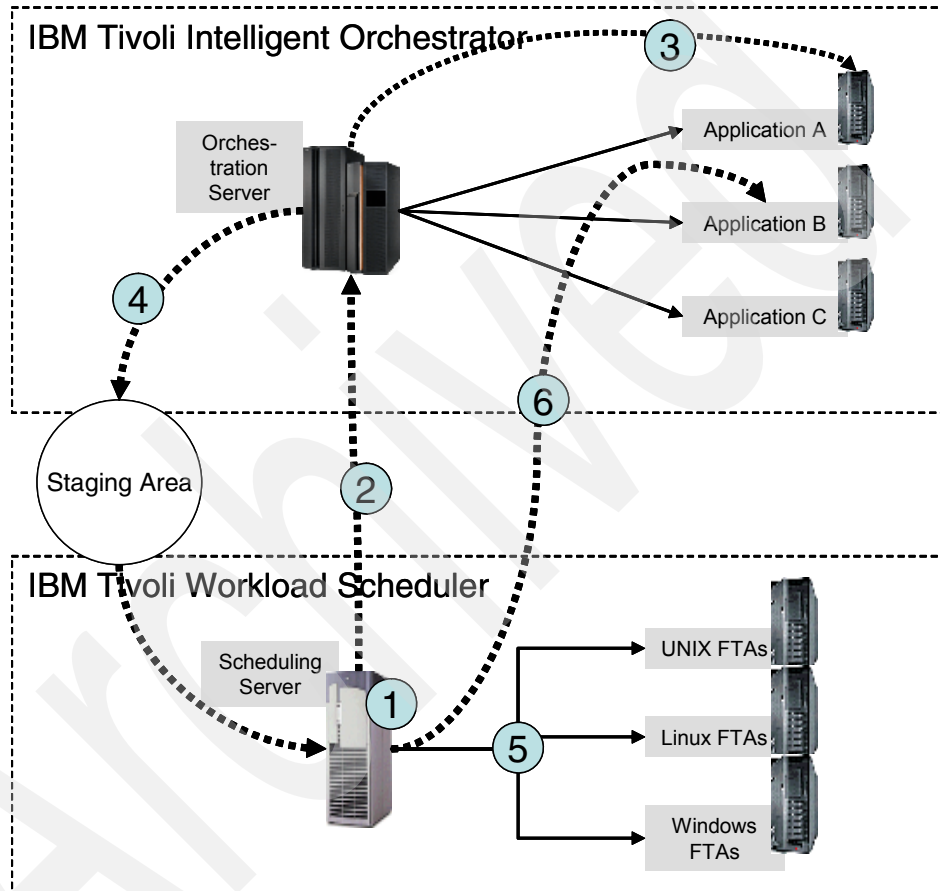 IBM Tivoli Intelligent Orchestrator
3
Orches-
tration
Server
Application A
Application B
Application C
4
6
Staging Area
2
IBM Tivoli Workload Scheduler
Scheduling
Server
1
5
UNIX FTAs
Linux FTAs
Windows
FTAs
Archived